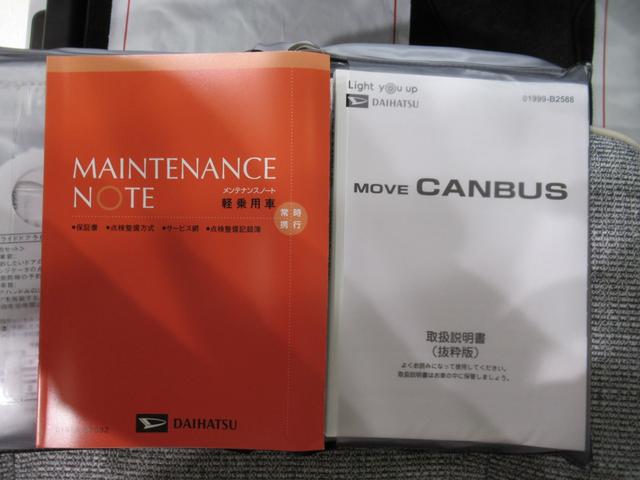 MAINTENANCE
NOTE
メンテナンスノート
軽乗用車
常時
携行
●保証書 ●点検整備方式 ●サービス網 ●点検整備記録簿
DAIHATSU
Light you up
DAIHATSU
01999-B2588
MOVE CANBUS
取扱説明書
(抜粋版)
よくお読みになって使用してください。
取扱説明書はお車の中に保管しましょう。